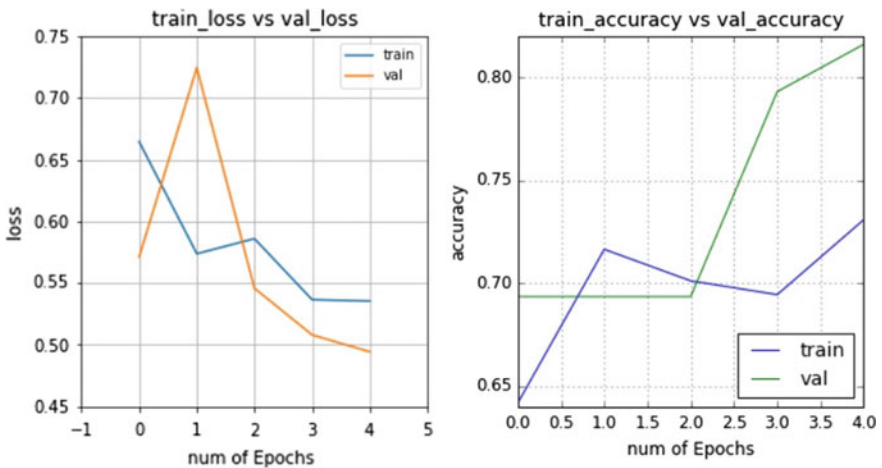 train_loss vs val_loss
0.75
0.70
0.65
0.60
0.55
0.50
0.45
loss
train
val
−1
0
1
2
3
4
5
num of Epochs
train_accuracy vs val_accuracy
0.80
0.75
0.70
0.65
accuracy
train
val
0.0
0.5
1.0
1.5
2.0
2.5
3.0
3.5
4.0
num of Epochs